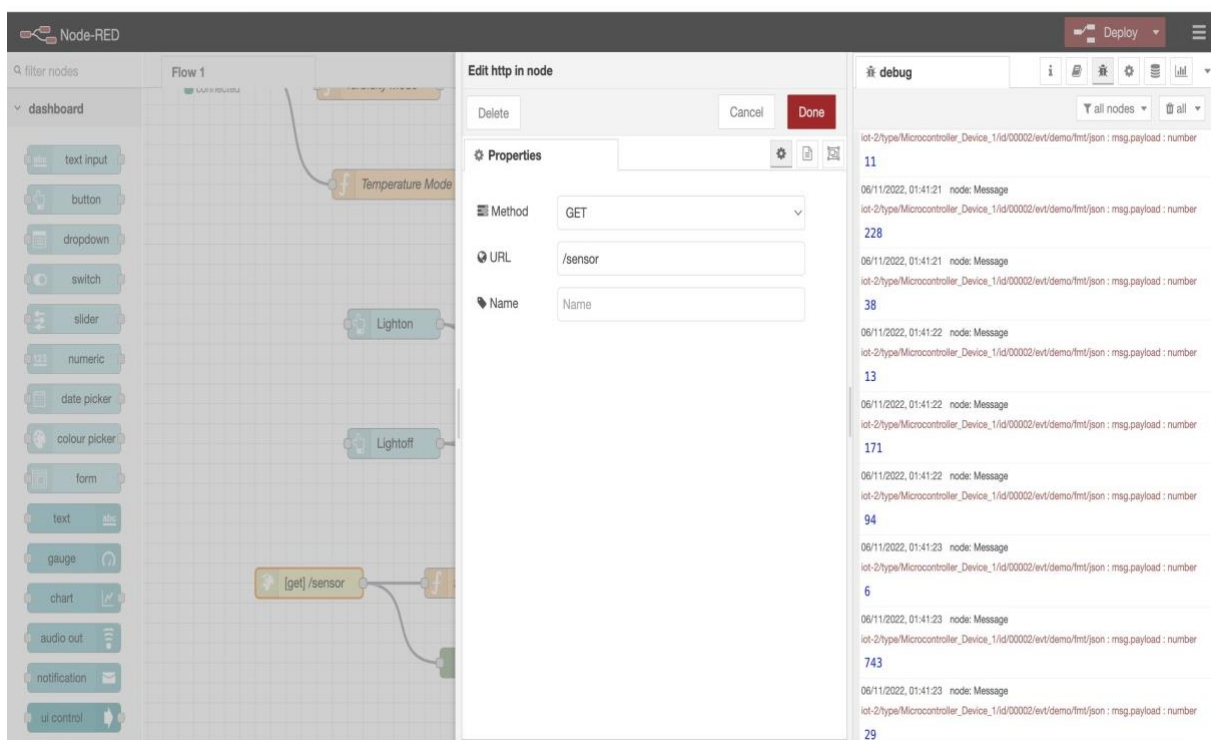 Node-RED
Deploy
filter nodes
dashboard
text input
button
dropdown
switch
slider
numeric
date picker
colour picker
form
text
gauge
chart
audio out
notification
ui control
Flow 1
connected
Temperature Mode
Lighton
Lightoff
[get] /sensor
Edit http in node
Delete
Cancel
Done
Properties
Method
GET
URL
/sensor
Name
Name
debug
all nodes
all
iot-2/type/Microcontroller_Device_1/id/00002/evt/demo/fmt/json : msg.payload : number
11
06/11/2022, 01:41:21 node: Message
iot-2/type/Microcontroller_Device_1/id/00002/evt/demo/fmt/json : msg.payload : number
228
06/11/2022, 01:41:21 node: Message
iot-2/type/Microcontroller_Device_1/id/00002/evt/demo/fmt/json : msg.payload : number
38
06/11/2022, 01:41:22 node: Message
iot-2/type/Microcontroller_Device_1/id/00002/evt/demo/fmt/json : msg.payload : number
13
06/11/2022, 01:41:22 node: Message
iot-2/type/Microcontroller_Device_1/id/00002/evt/demo/fmt/json : msg.payload : number
171
06/11/2022, 01:41:22 node: Message
iot-2/type/Microcontroller_Device_1/id/00002/evt/demo/fmt/json : msg.payload : number
94
06/11/2022, 01:41:23 node: Message
iot-2/type/Microcontroller_Device_1/id/00002/evt/demo/fmt/json : msg.payload : number
6
06/11/2022, 01:41:23 node: Message
iot-2/type/Microcontroller_Device_1/id/00002/evt/demo/fmt/json : msg.payload : number
743
06/11/2022, 01:41:23 node: Message
iot-2/type/Microcontroller_Device_1/id/00002/evt/demo/fmt/json : msg.payload : number
29